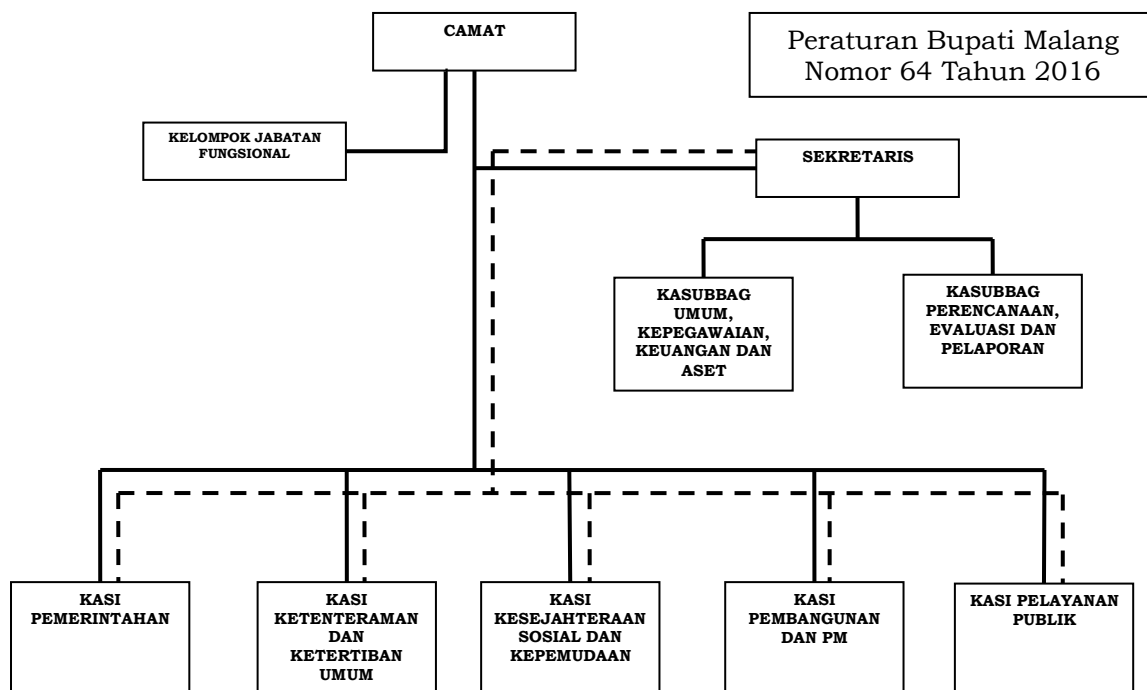 CAMAT
Peraturan Bupati Malang
Nomor 64 Tahun 2016
KELOMPOK JABATAN
FUNGSIONAL
SEKRETARIS
KASUBBAG
UMUM,
KEPEGAWAIAN,
KEUANGAN DAN
ASET
KASUBBAG
PERENCANAAN,
EVALUASI DAN
PELAPORAN
KASI
PEMERINTAHAN
KASI
KETENTERAMAN
DAN
KETERTIBAN
UMUM
KASI
KESEJAHTERAAN
SOSIAL DAN
KEPEMUDAAN
KASI
PEMBANGUNAN
DAN PM
KASI PELAYANAN
PUBLIK